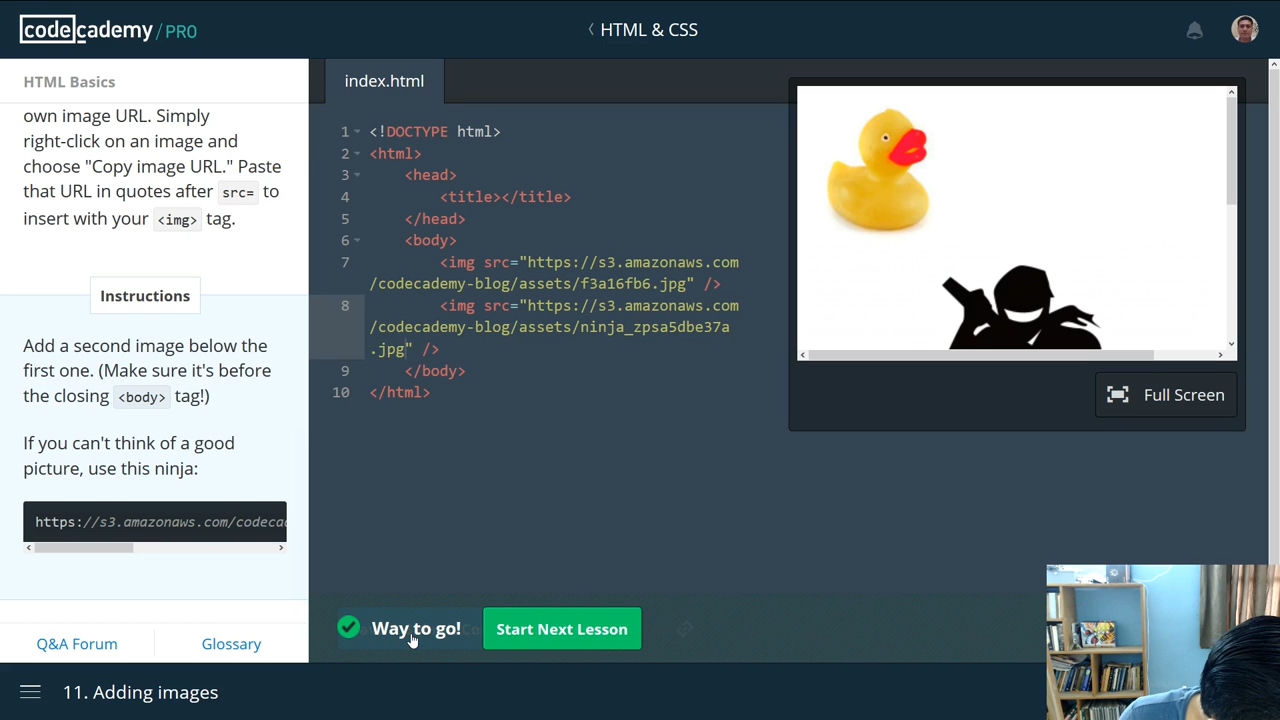 codecademy / PRO
HTML & CSS
HTML Basics
own image URL. Simply
right-click on an image and
choose "Copy image URL." Paste
that URL in quotes after src= to
insert with your <img> tag.
Instructions
Add a second image below the
first one. (Make sure it's before
the closing <body> tag!)
If you can't think of a good
picture, use this ninja:
https://s3.amazonaws.com/codeca
Q&A Forum
Glossary
index.html
1 <!DOCTYPE html>
2 <html>
3 <head>
4 <title></title>
5 </head>
6 <body>
7 <img src="https://s3.amazonaws.com
/codecademy-blog/assets/f3a16fb6.jpg" />
8 <img src="https://s3.amazonaws.com
/codecademy-blog/assets/ninja_zpsa5dbe37a
.jpg" />
9 </body>
10 </html>
Full Screen
Way to go!
Start Next Lesson
11. Adding images